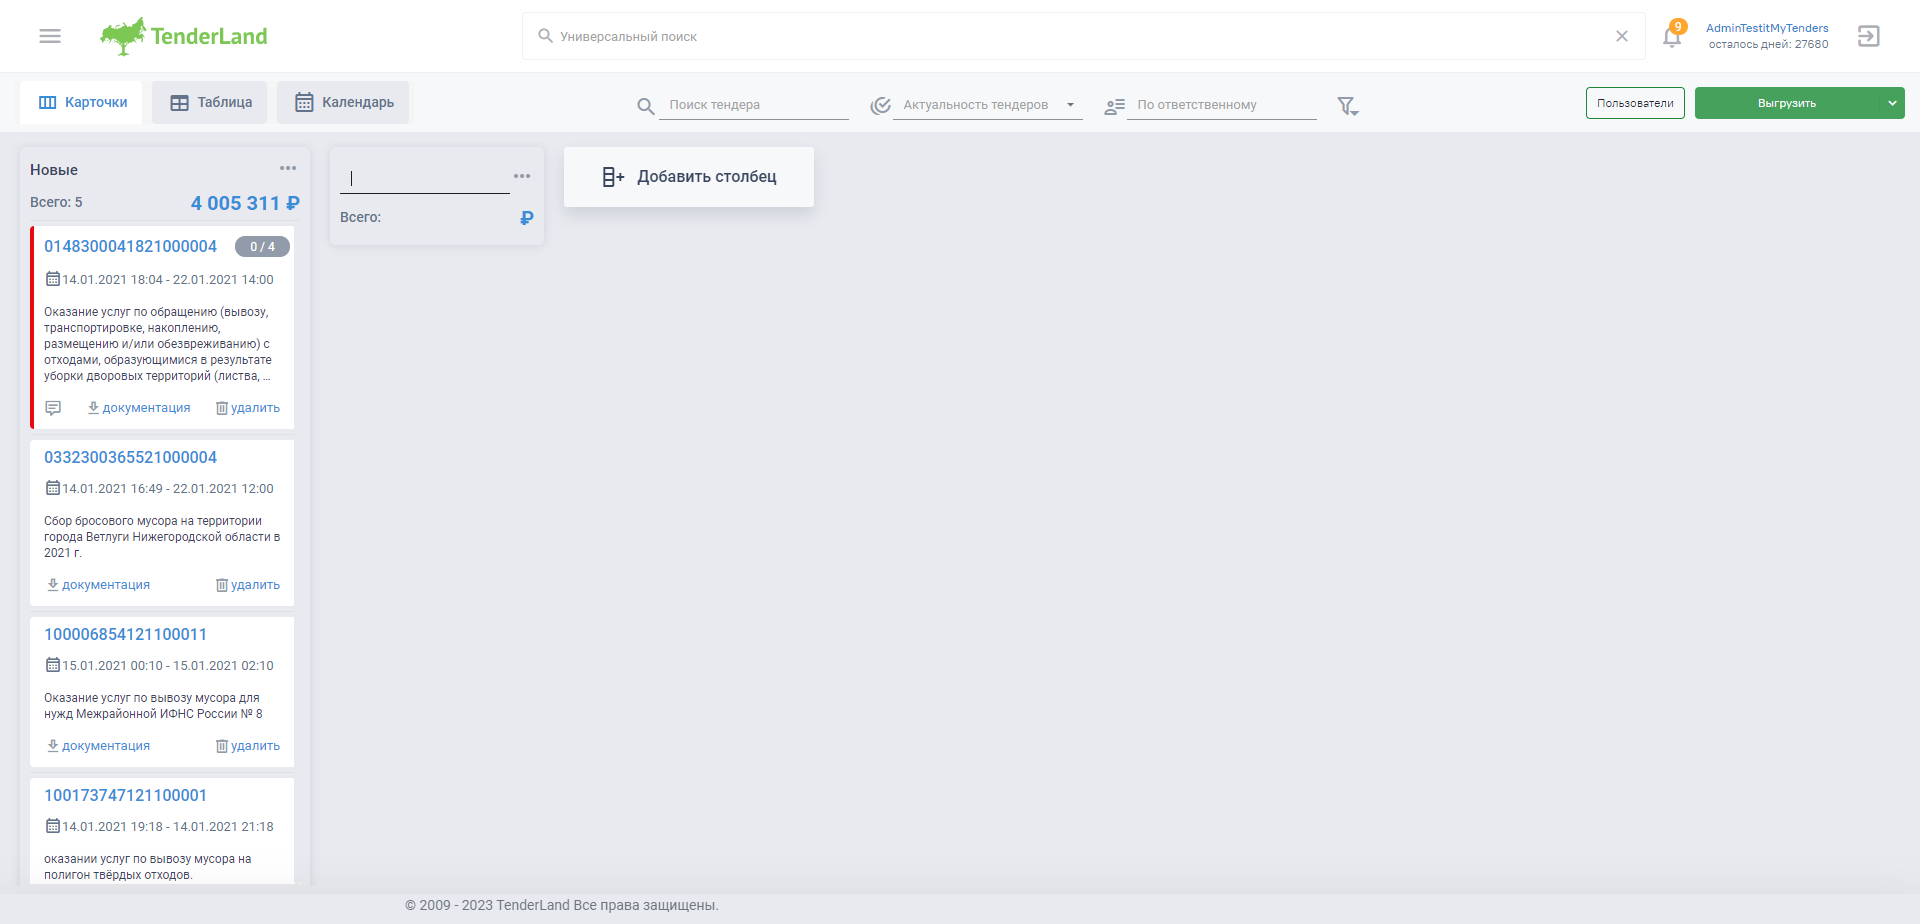 TenderLand
Универсальный поиск
9
AdminTestitMyTenders
осталось дней: 27680
Карточки
Таблица
Календарь
Поиск тендера
Актуальность тендеров
По ответственному
Пользователи
Выгрузить
Новые
Всего: 5
4 005 311 ₽
0148300041821000004
0 / 4
14.01.2021 18:04 - 22.01.2021 14:00
Оказание услуг по обращению (вывозу,
транспортировке, накоплению,
размещению и/или обезвреживанию) с
отходами, образующимися в результате
уборки дворовых территорий (листва, ...
документация
удалить
0332300365521000004
14.01.2021 16:49 - 22.01.2021 12:00
Сбор бросового мусора на территории
города Ветлуги Нижегородской области в
2021 г.
документация
удалить
100006854121100011
15.01.2021 00:10 - 15.01.2021 02:10
Оказание услуг по вывозу мусора для
нужд Межрайонной ИФНС России № 8
документация
удалить
100173747121100001
14.01.2021 19:18 - 14.01.2021 21:18
оказании услуг по вывозу мусора на
полигон твёрдых отходов.
Всего:
₽
Добавить столбец
© 2009 - 2023 TenderLand Все права защищены.